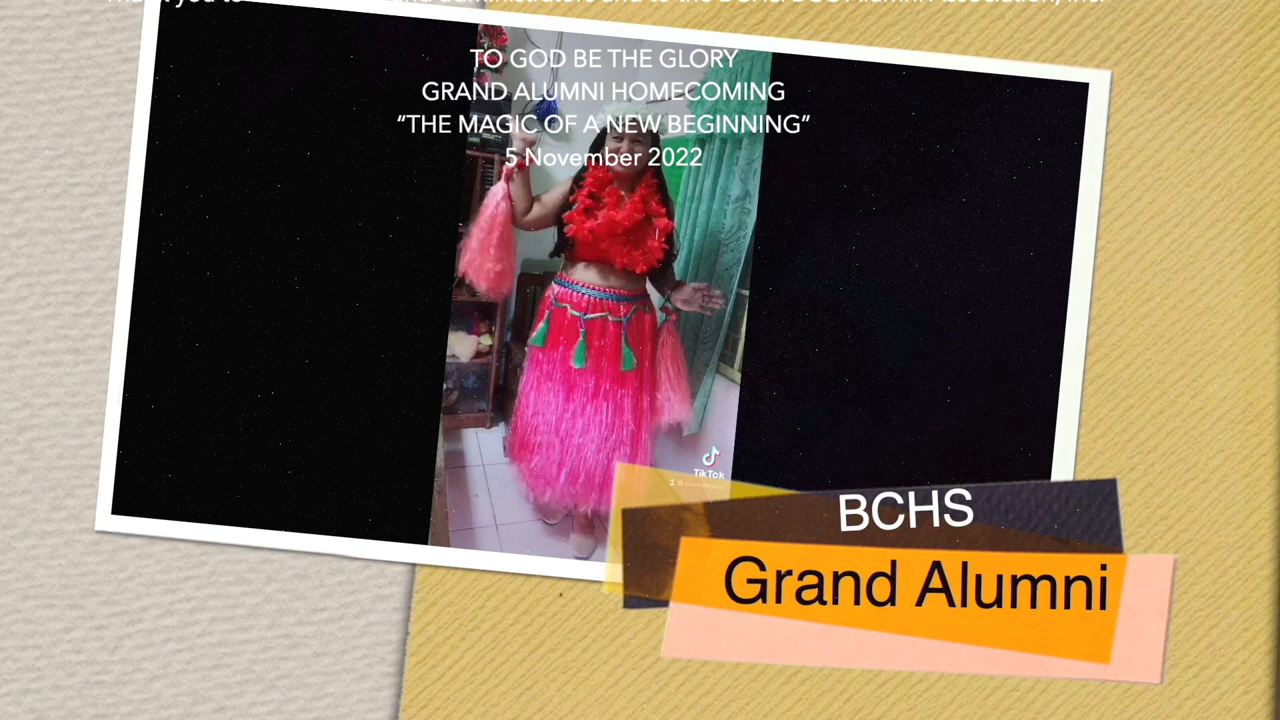 TO GOD BE THE GLORY
GRAND ALUMNI HOMECOMING
“THE MAGIC OF A NEW BEGINNING”
5 November 2022
TikTok
BCHS
Grand Alumni